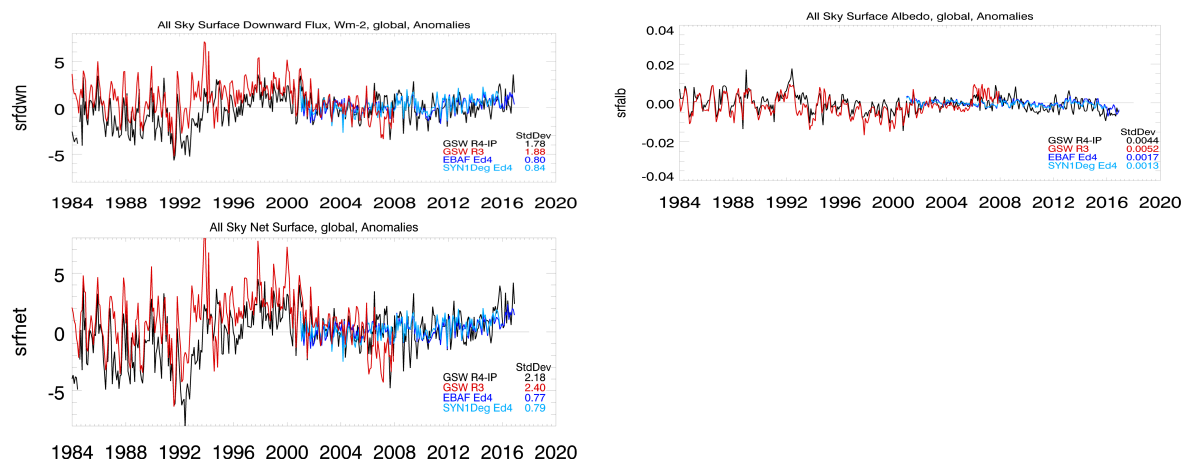 All Sky Surface Downward Flux, Wm-2, global, Anomalies
srfdwn
5
0
-5
StdDev
GSW R4-IP 1.78
GSW R3 1.88
EBAF Ed4 0.80
SYN1Deg Ed4 0.84
1984 1988 1992 1996 2000 2004 2008 2012 2016 2020
All Sky Surface Albedo, global, Anomalies
srfalb
0.04
0.02
0.00
-0.02
-0.04
StdDev
GSW R4-IP 0.0044
GSW R3 0.0052
EBAF Ed4 0.0017
SYN1Deg Ed4 0.0013
1984 1988 1992 1996 2000 2004 2008 2012 2016 2020
All Sky Net Surface, global, Anomalies
srfnet
5
0
-5
StdDev
GSW R4-IP 2.18
GSW R3 2.40
EBAF Ed4 0.77
SYN1Deg Ed4 0.79
1984 1988 1992 1996 2000 2004 2008 2012 2016 2020